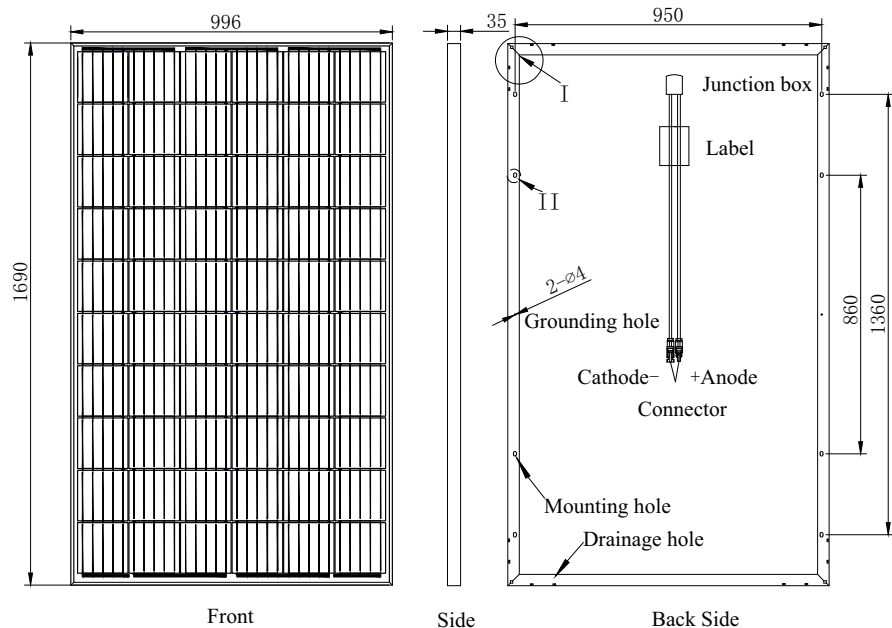 996
35
950
1690
I
Junction box
Label
II
2-⌀4
Grounding hole
860
1360
Cathode-
+Anode
Connector
Mounting hole
Drainage hole
Front
Side
Back Side